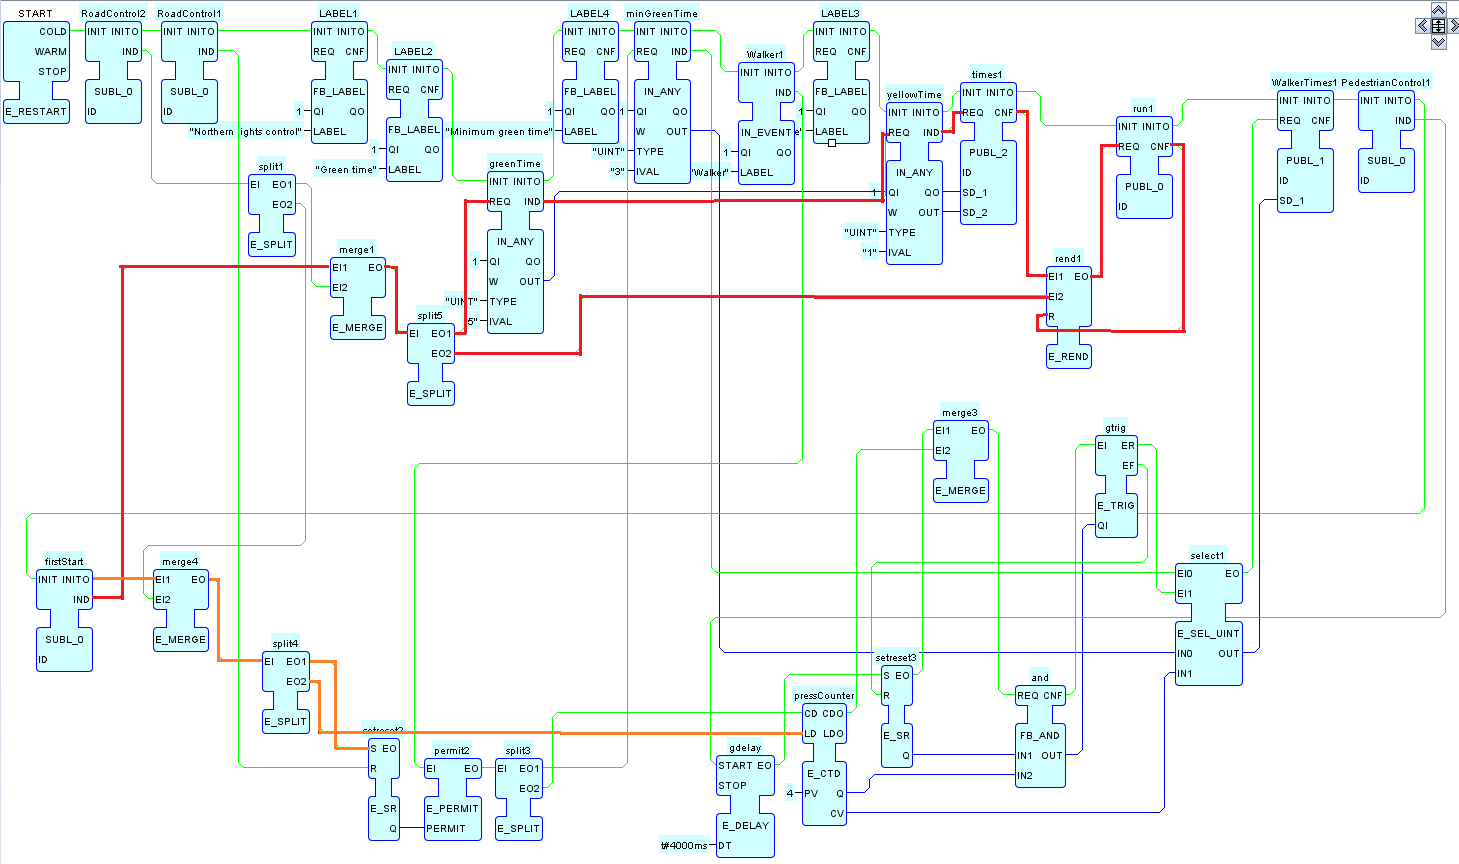 START
COLD
WARM
STOP
E_RESTART
RoadControl2
INIT INITO
IND
SUBL_0
ID
RoadControl1
INIT INITO
IND
SUBL_0
ID
LABEL1
INIT INITO
REQ CNF
FB_LABEL
1 QI QO
"Northern lights control" LABEL
LABEL2
INIT INITO
REQ CNF
FB_LABEL
1 QI QO
"Green time" LABEL
LABEL4
INIT INITO
REQ CNF
FB_LABEL
1 QI QO
"Minimum green time" LABEL
minGreenTime
INIT INITO
REQ IND
IN_ANY
1 QI QO
W OUT
"UINT" TYPE
"3" IVAL
Walker1
INIT INITO
IND
IN_EVENT
1 QI QO
"Walker" LABEL
LABEL3
INIT INITO
REQ CNF
FB_LABEL
1 QI QO
LABEL
yellowTime
INIT INITO
REQ IND
IN_ANY
1 QI QO
W OUT
"UINT" TYPE
"1" IVAL
times1
INIT INITO
REQ CNF
PUBL_2
ID
SD_1
SD_2
run1
INIT INITO
REQ CNF
PUBL_0
ID
WalkerTimes1
INIT INITO
REQ CNF
PUBL_1
ID
SD_1
PedestrianControl1
INIT INITO
IND
SUBL_0
ID
split1
EI EO1
EO2
E_SPLIT
greenTime
INIT INITO
REQ IND
IN_ANY
1 QI QO
W OUT
"UINT" TYPE
5" IVAL
merge1
EI1 EO
EI2
E_MERGE
split5
EI EO1
EO2
E_SPLIT
rend1
EI1 EO
EI2
R
E_REND
merge3
EI1 EO
EI2
E_MERGE
gtrig
EI ER
EF
E_TRIG
QI
firstStart
INIT INITO
IND
SUBL_0
ID
merge4
EI1 EO
EI2
E_MERGE
select1
EI0 EO
EI1
E_SEL_UINT
IN0 OUT
IN1
split4
EI EO1
EO2
E_SPLIT
setreset3
S EO
R
E_SR
Q
and
REQ CNF
FB_AND
IN1 OUT
IN2
pressCounter
CD CDO
LD LDO
E_CTD
4 PV Q
CV
setreset2
S EO
R
E_SR
Q
permit2
EI EO
E_PERMIT
PERMIT
split3
EI EO1
EO2
E_SPLIT
gdelay
START EO
STOP
E_DELAY
t#4000ms DT